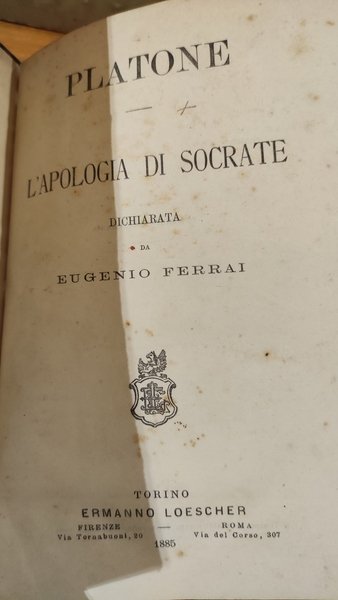 PLATONE
L'APOLOGIA DI SOCRATE
DICHIARATA
DA
EUGENIO FERRAI
TORINO
ERMANNO LOESCHER
FIRENZE — ROMA
Via Tornabuoni, 20 Via del Corso, 307
1885